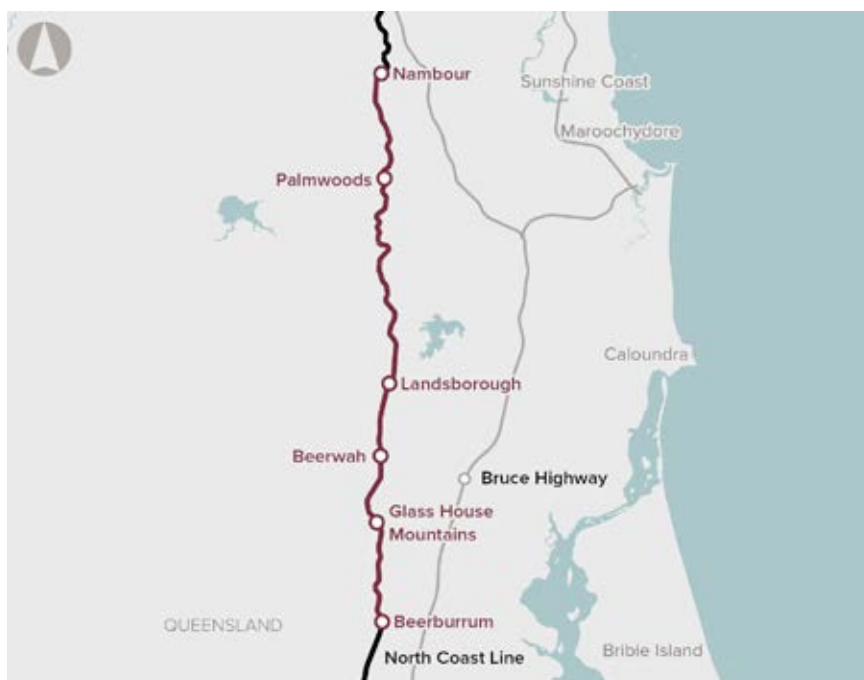 Nambour
Sunshine Coast
Maroochydore
Palmwoods
Caloundra
Landsborough
Beerwah
Bruce Highway
Glass House
Mountains
Beerburrum
QUEENSLAND
North Coast Line
Bribie Island